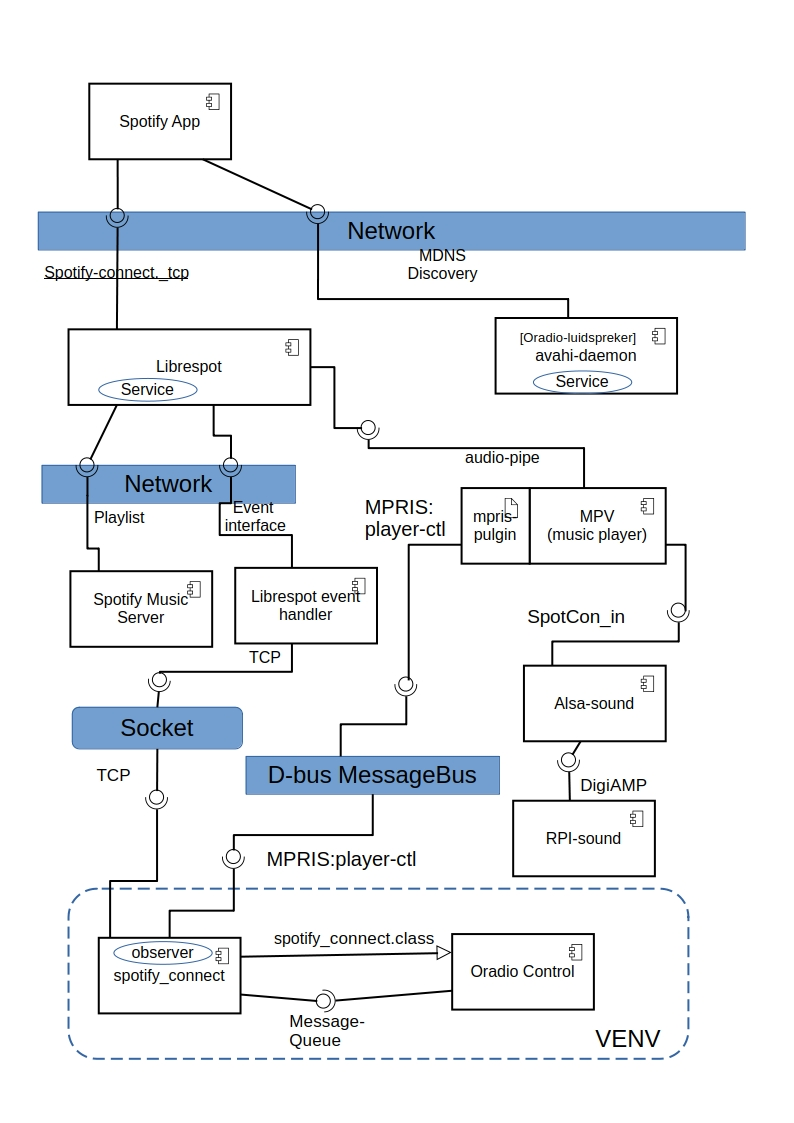 Spotify App
Network
MDNS
Discovery
Spotify-connect._tcp
[Oradio-luidspreker]
avahi-daemon
Service
Librespot
Service
audio-pipe
Network
Playlist
Event
interface
MPRIS:
player-ctl
mpris-
pulgin
MPV
(music player)
Spotify Music
Server
Librespot event
handler
SpotCon_in
TCP
Alsa-sound
Socket
D-bus MessageBus
TCP
DigiAMP
RPI-sound
MPRIS:player-ctl
observer
spotify_connect
spotify_connect.class
Oradio Control
Message-
Queue
VENV